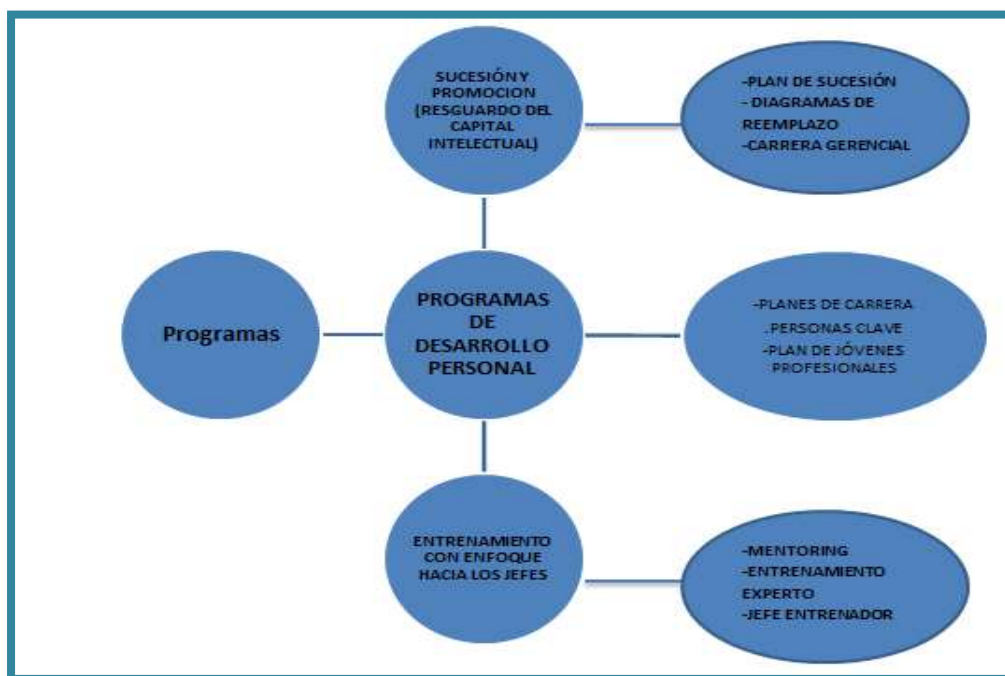 SUCESIÓN Y
PROMOCION
(RESGUARDO DEL
CAPITAL
INTELECTUAL)
-PLAN DE SUCESIÓN
- DIAGRAMAS DE
REEMPLAZO
-CARRERA GERENCIAL
Programas
PROGRAMAS
DE
DESARROLLO
PERSONAL
-PLANES DE CARRERA
.PERSONAS CLAVE
-PLAN DE JÓVENES
PROFESIONALES
ENTRENAMIENTO
CON ENFOQUE
HACIA LOS JEFES
-MENTORING
-ENTRENAMIENTO
EXPERTO
-JEFE ENTRENADOR